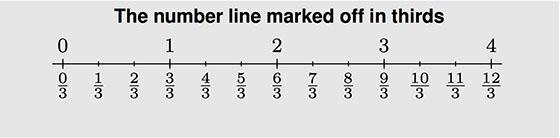 The number line marked off in thirds
0 1 2 3 4
0/3 1/3 2/3 3/3 4/3 5/3 6/3 7/3 8/3 9/3 10/3 11/3 12/3